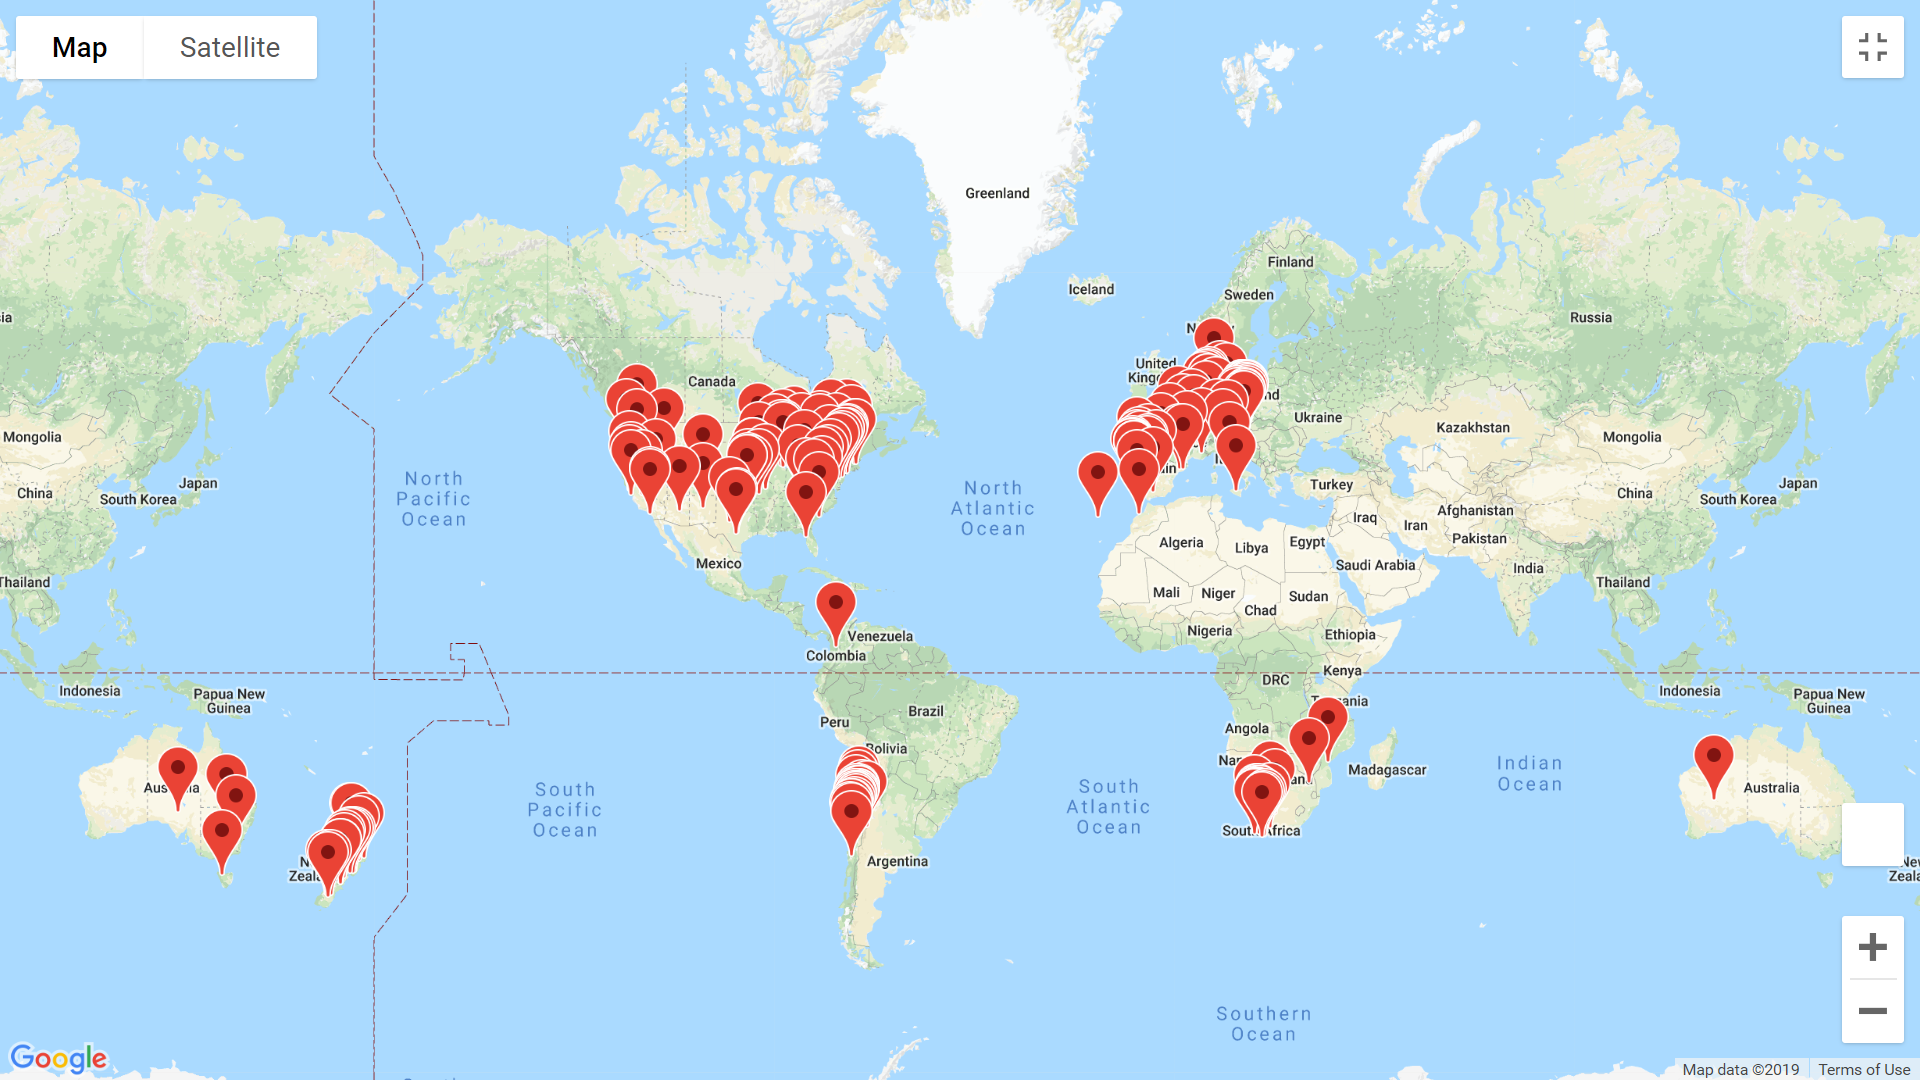 Map
Satellite
Greenland
Iceland
Finland
Sweden
Russia
ia
Canada
United
Ukraine
Kazakhstan
Mongolia
Mongolia
China
South Korea
Japan
North
Pacific
Ocean
North
Atlantic
Ocean
Turkey
Iraq
Iran
Afghanistan
Pakistan
China
South Korea
Japan
Algeria
Libya
Egypt
Saudi Arabia
India
Thailand
Thailand
Mexico
Mali
Niger
Chad
Sudan
Nigeria
Ethiopia
Venezuela
Colombia
DRC
Kenya
Indonesia
Papua New
Guinea
Peru
Brazil
Bolivia
Angola
Madagascar
Indonesia
Papua New
Guinea
South
Pacific
Ocean
South
Atlantic
Ocean
Indian
Ocean
Australia
Argentina
Southern
Ocean
Google
Map data ©2019
Terms of Use